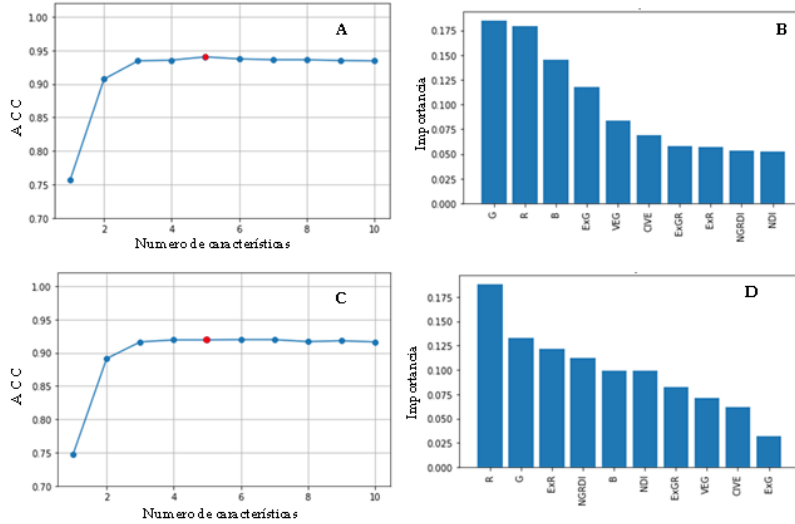 A
1.00
0.95
0.90
0.85
0.80
0.75
0.70
A C C
2 4 6 8 10
Numero de características
B
0.175
0.150
0.125
0.100
0.075
0.050
0.025
0.000
Importancia
G R B ExG VEG CIVE ExGR ExR NGRDI NDI
C
1.00
0.95
0.90
0.85
0.80
0.75
0.70
A C C
2 4 6 8 10
Numero de características
D
0.175
0.150
0.125
0.100
0.075
0.050
0.025
0.000
Importancia
R G ExR NGRDI B NDI ExGR VEG CIVE ExG